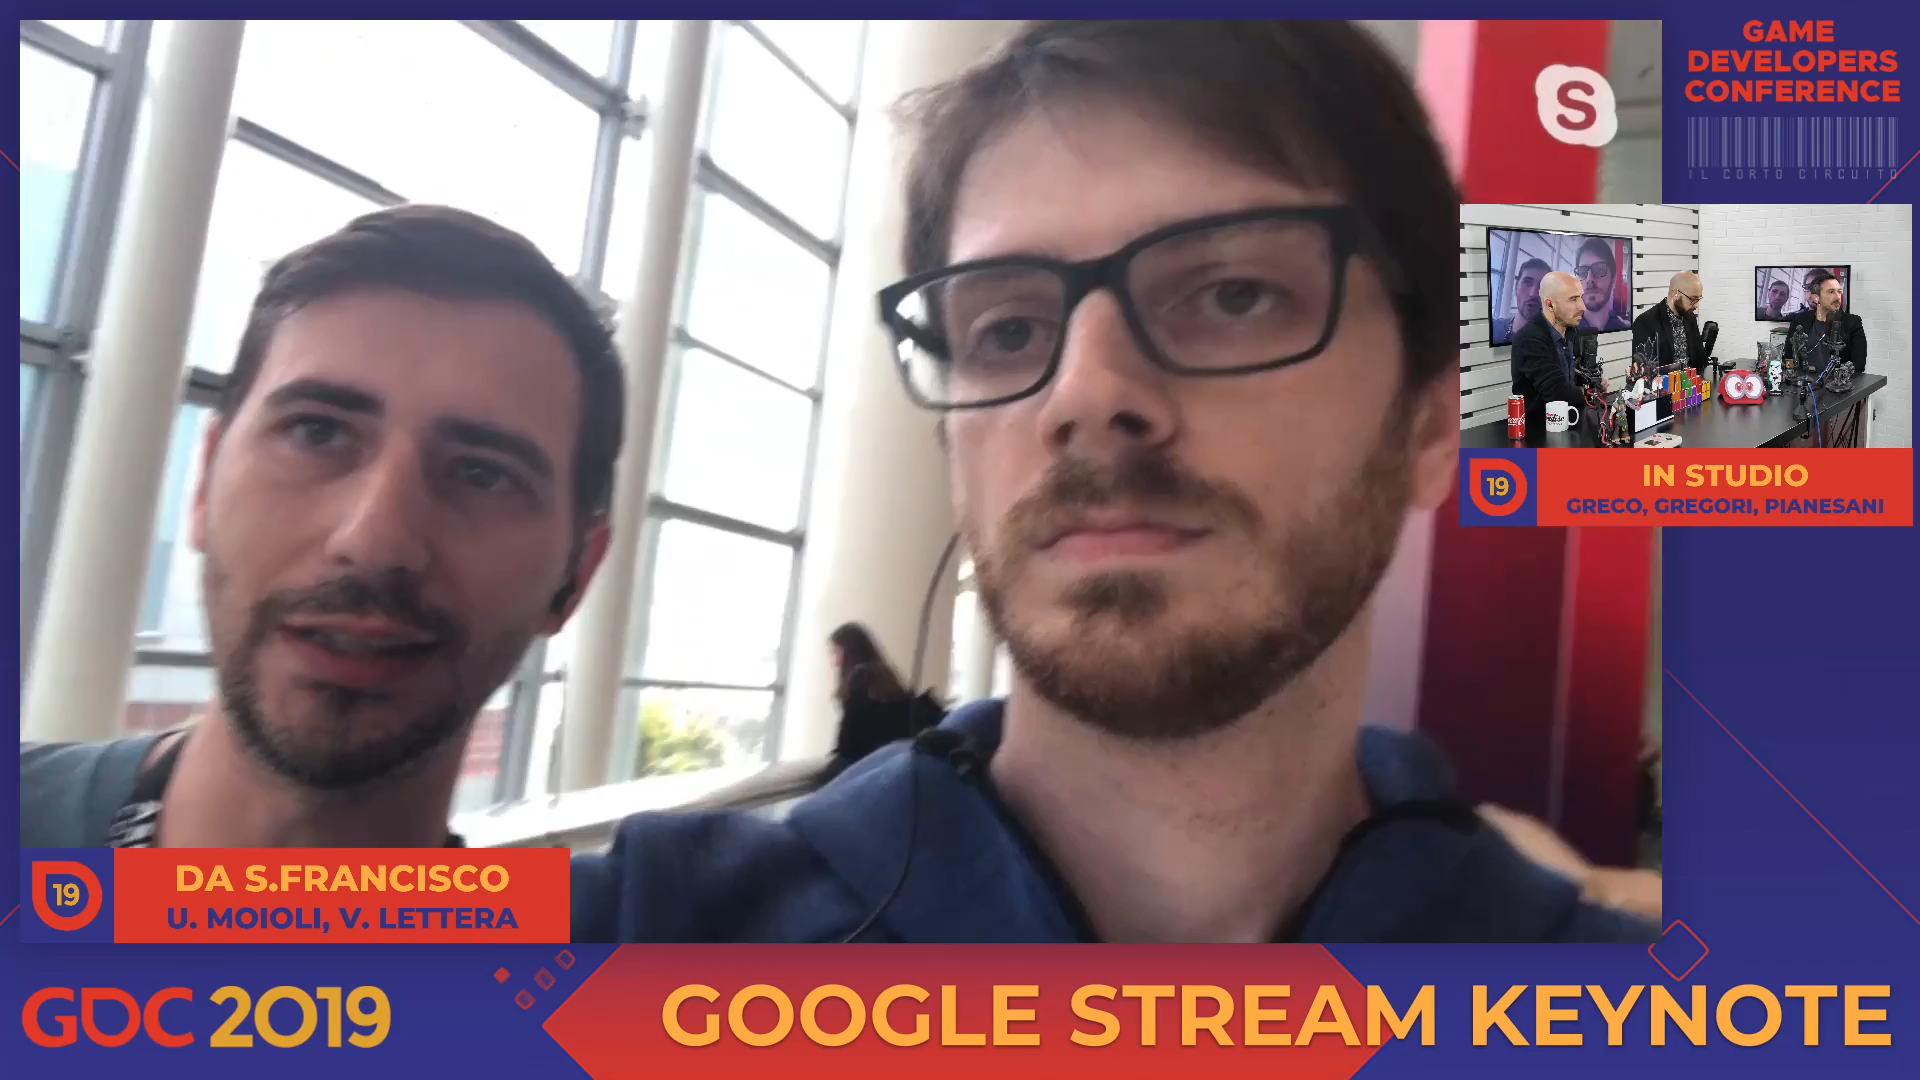 GAME
DEVELOPERS
CONFERENCE
IL CORTO CIRCUITO
S
19
IN STUDIO
GRECO, GREGORI, PIANESANI
19
DA S.FRANCISCO
U. MOIOLI, V. LETTERA
GDC 2019
GOOGLE STREAM KEYNOTE